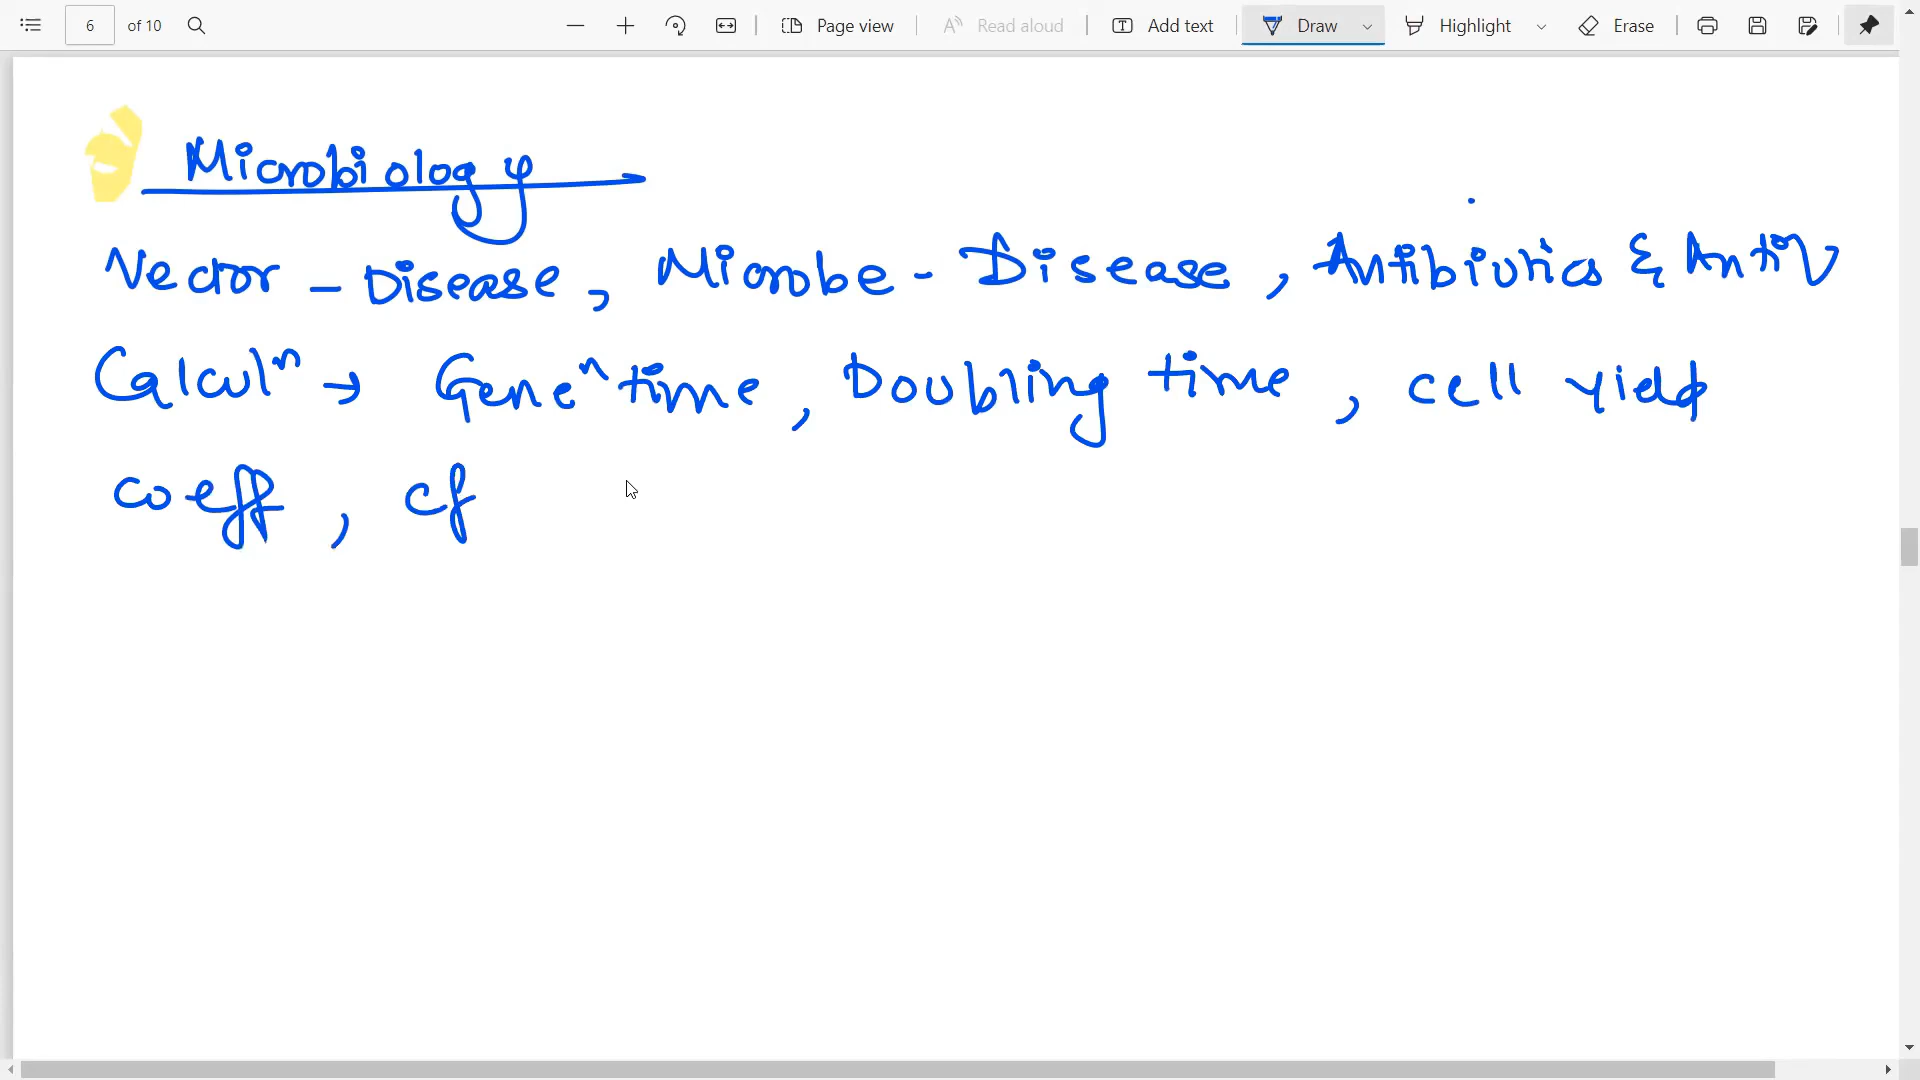 6 of 10 Page view Read aloud Add text Draw Highlight Erase
Microbiology
Vector - Disease, Microbe - Disease, Antibiotics & AntiV
Calculⁿ → Geneⁿ time, Doubling time, cell yield
coeff, cf